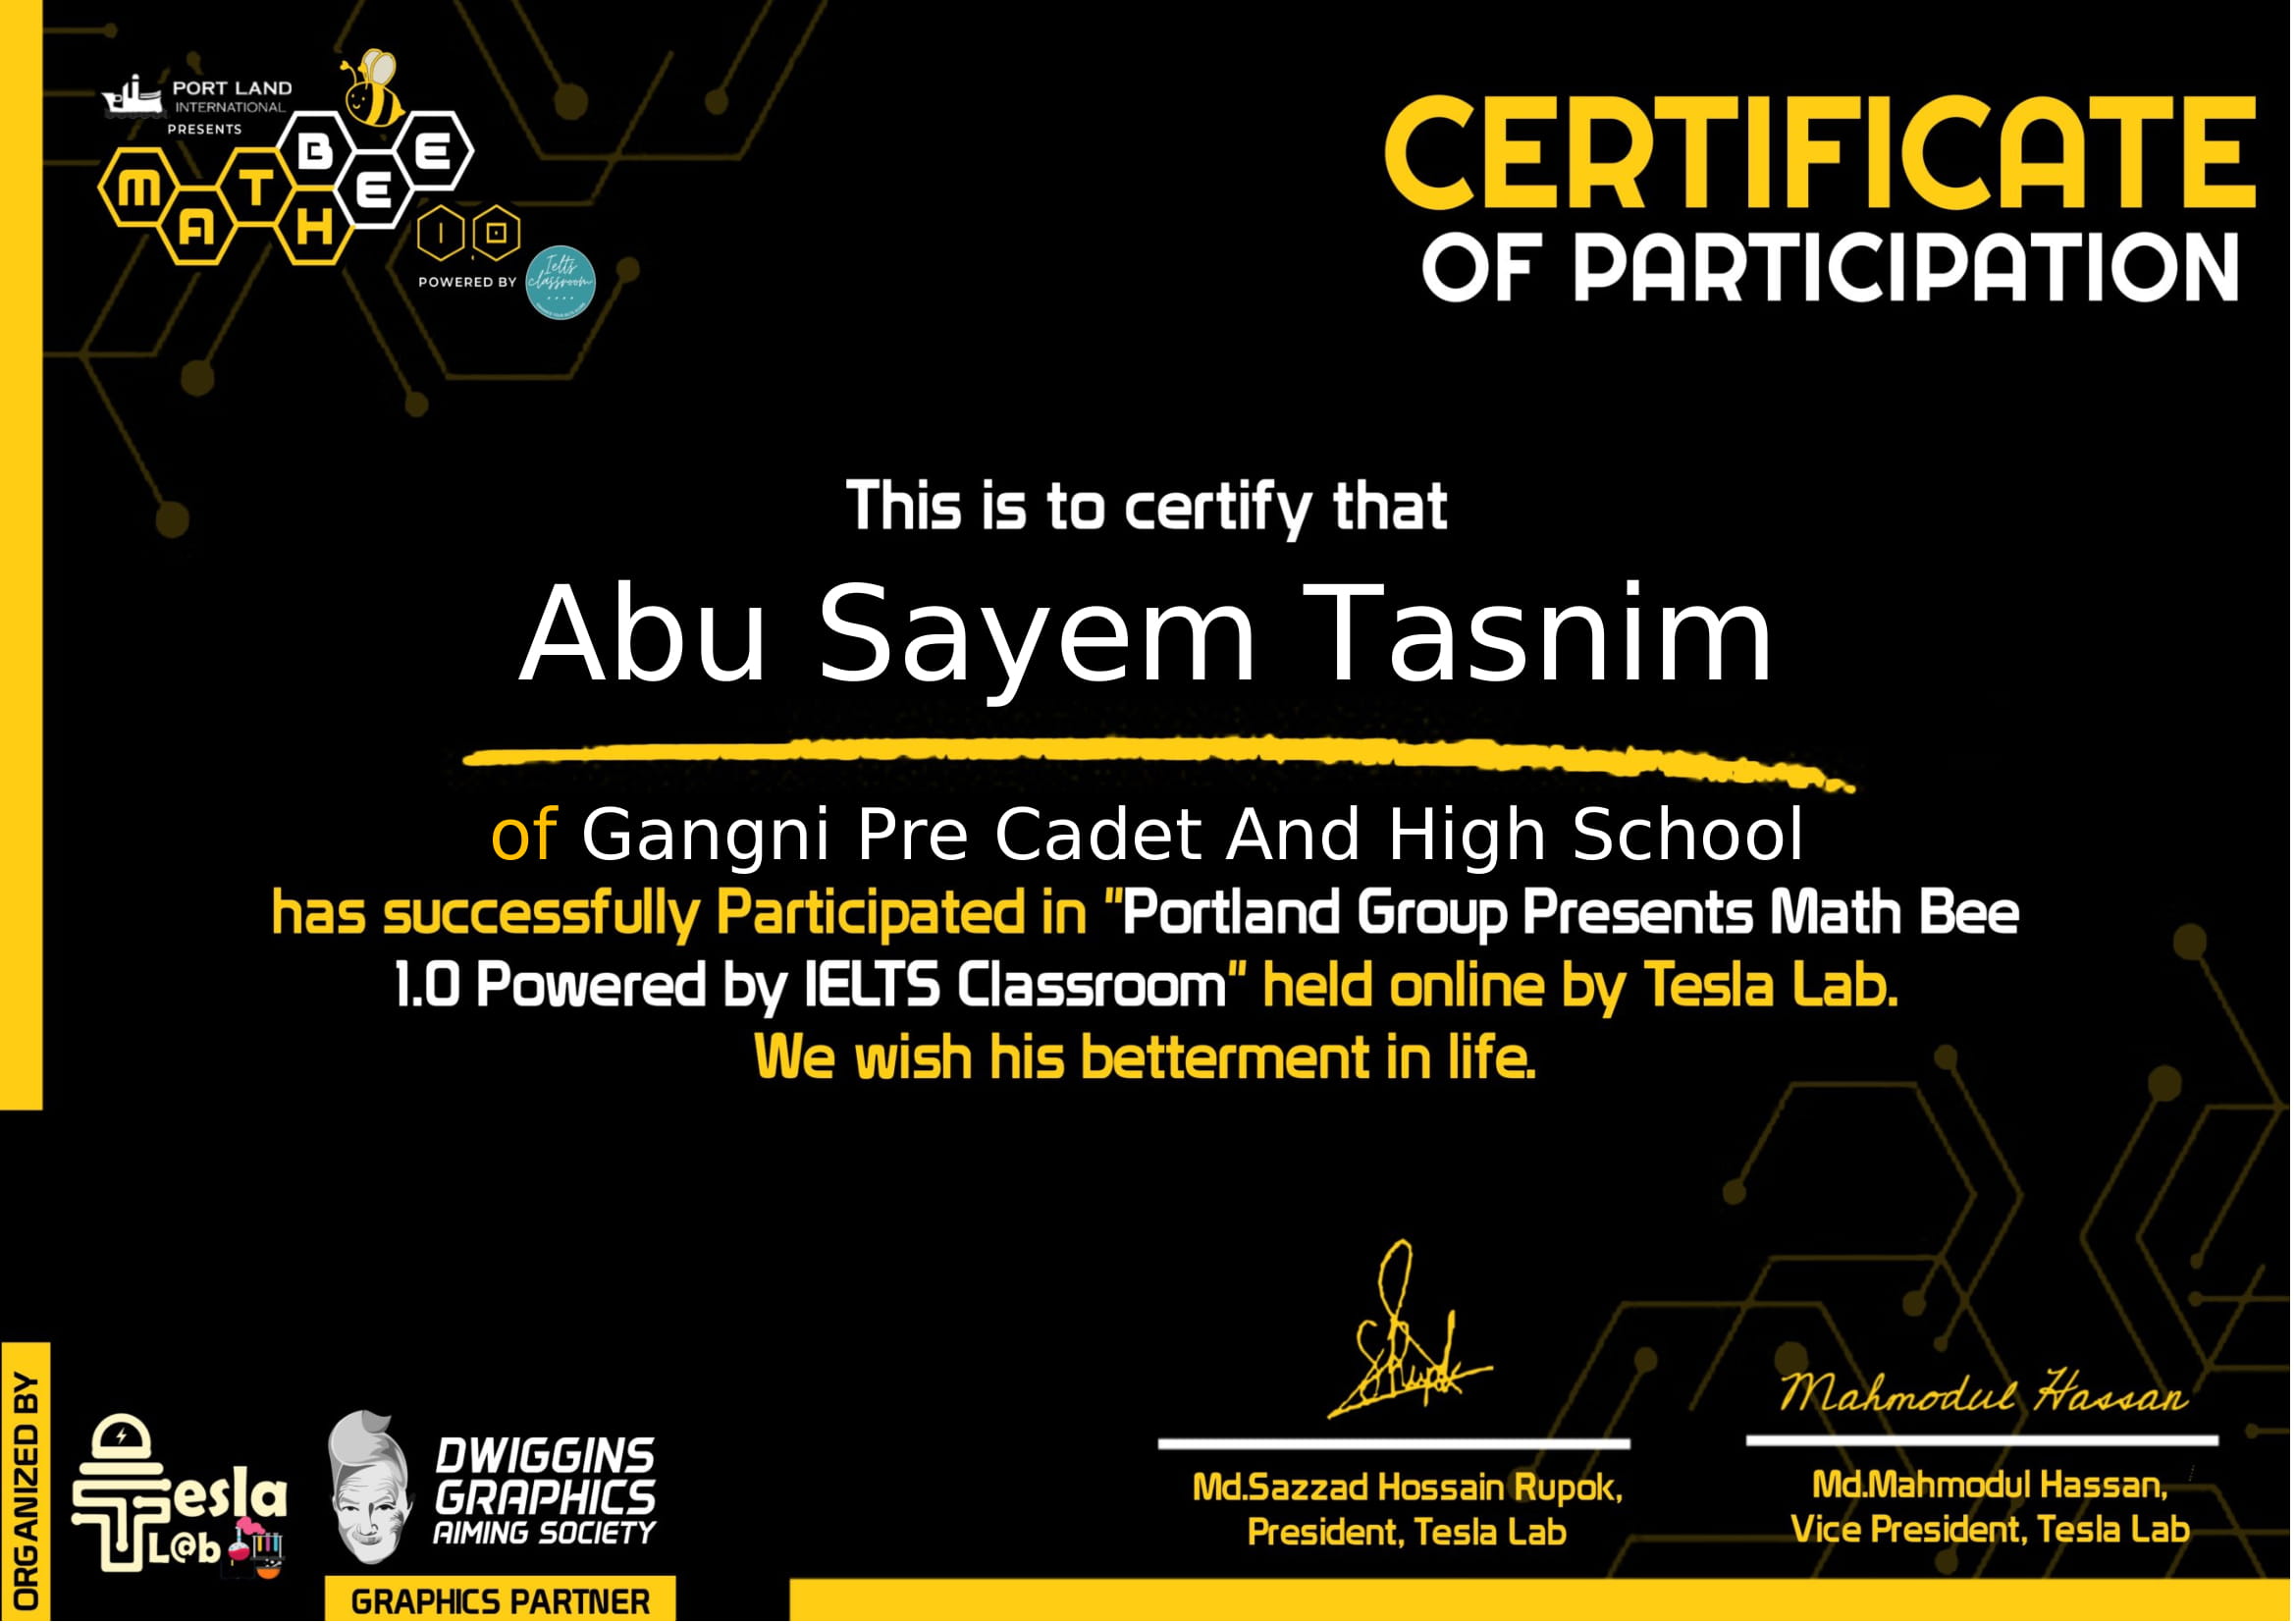 PORT LAND
INTERNATIONAL
PRESENTS
MATH BEE
1.0
POWERED BY
Ielts
classroom
CERTIFICATE
OF PARTICIPATION
This is to certify that
Abu Sayem Tasnim
of Gangni Pre Cadet And High School
has successfully Participated in "Portland Group Presents Math Bee
1.0 Powered by IELTS Classroom" held online by Tesla Lab.
We wish his betterment in life.
SRupok
Md.Sazzad Hossain Rupok,
President, Tesla Lab
Mahmodul Hassan
Md.Mahmodul Hassan,
Vice President, Tesla Lab
ORGANIZED BY
Tesla
L@b
DWIGGINS
GRAPHICS
AIMING SOCIETY
GRAPHICS PARTNER